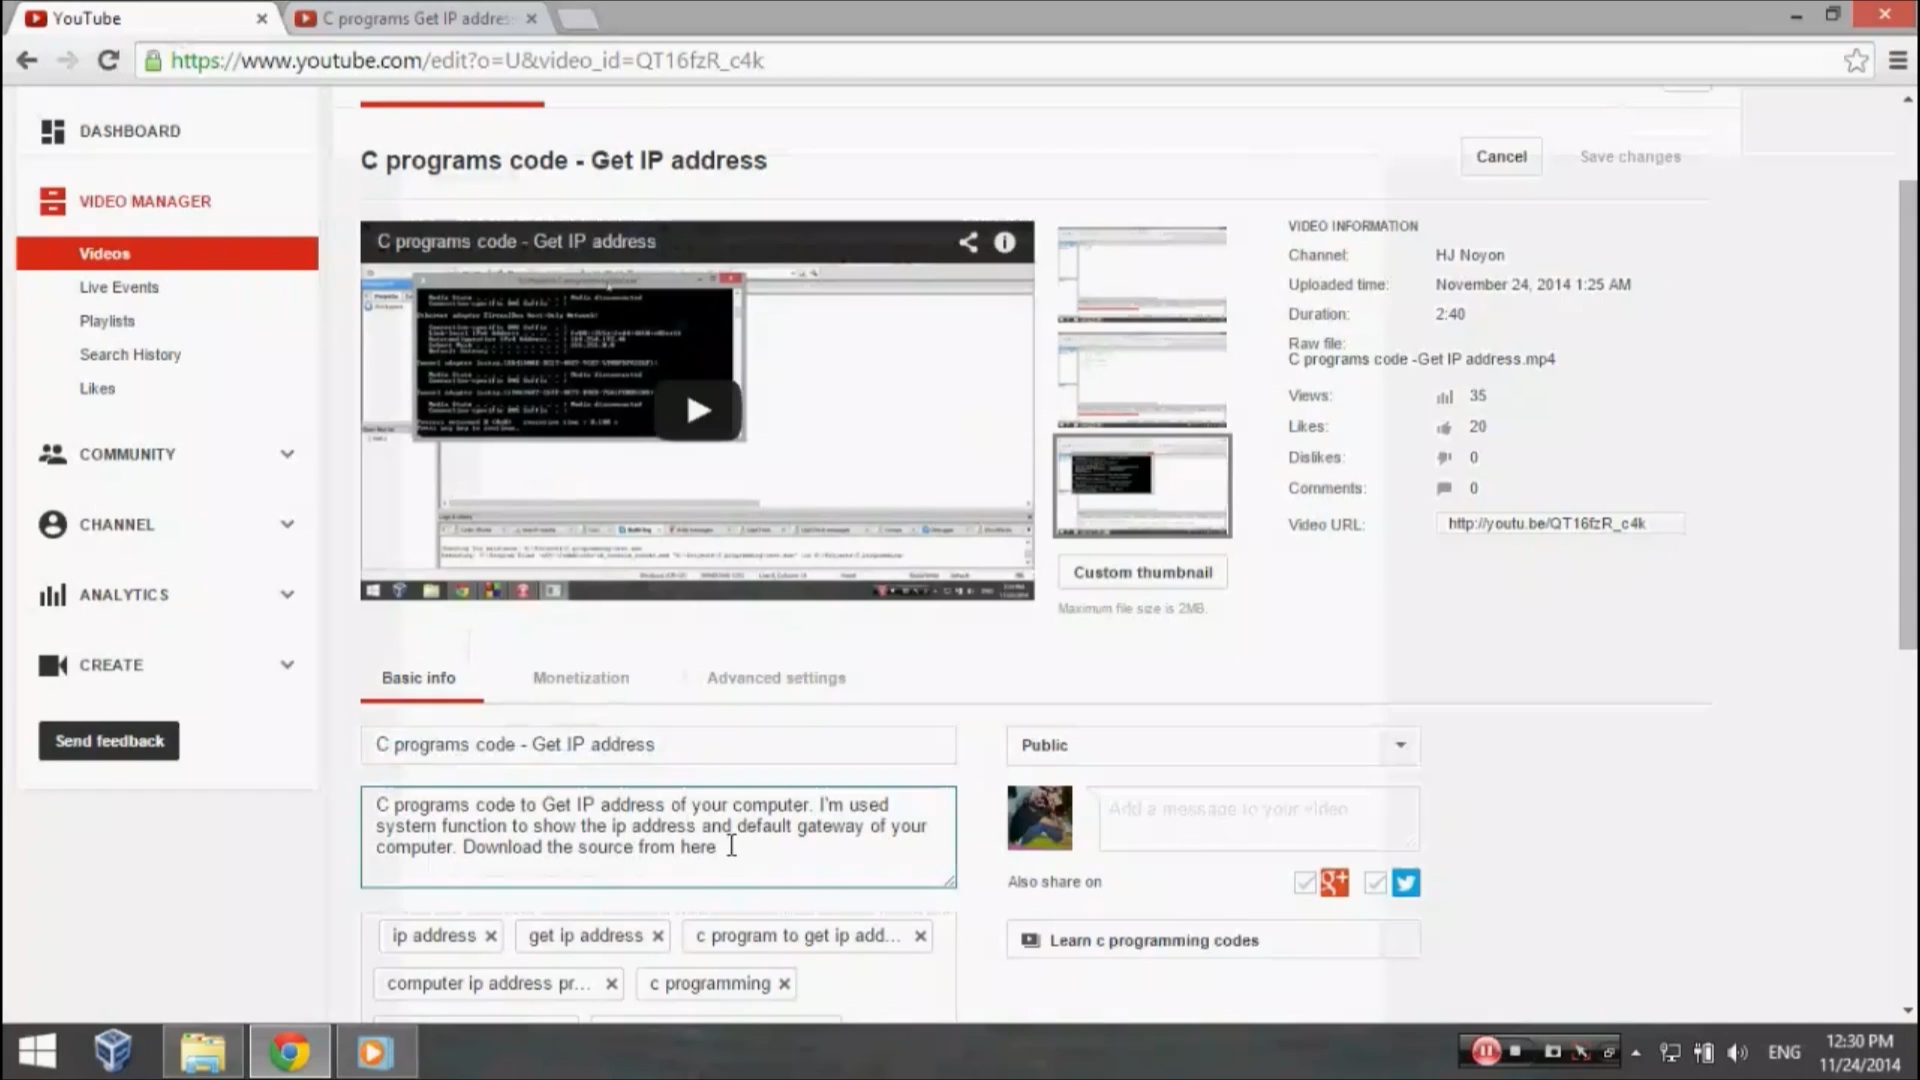 YouTube
C programs Get IP addre
https://www.youtube.com/edit?o=U&video_id=QT16fzR_c4k
DASHBOARD
VIDEO MANAGER
Videos
Live Events
Playlists
Search History
Likes
COMMUNITY
CHANNEL
ANALYTICS
CREATE
Send feedback
C programs code - Get IP address
Cancel
Save changes
C programs code - Get IP address
Custom thumbnail
Maximum file size is 2MB.
VIDEO INFORMATION
Channel: HJ Noyon
Uploaded time: November 24, 2014 1:25 AM
Duration: 2:40
Raw file:
C programs code -Get IP address.mp4
Views: 35
Likes: 20
Dislikes: 0
Comments: 0
Video URL: http://youtu.be/QT16fzR_c4k
Basic info
Monetization
Advanced settings
C programs code - Get IP address
C programs code to Get IP address of your computer. I'm used
system function to show the ip address and default gateway of your
computer. Download the source from here
ip address
get ip address
c program to get ip add...
computer ip address pr...
c programming
Public
Add a message to your video
Also share on
Learn c programming codes
ENG
12:30 PM
11/24/2014